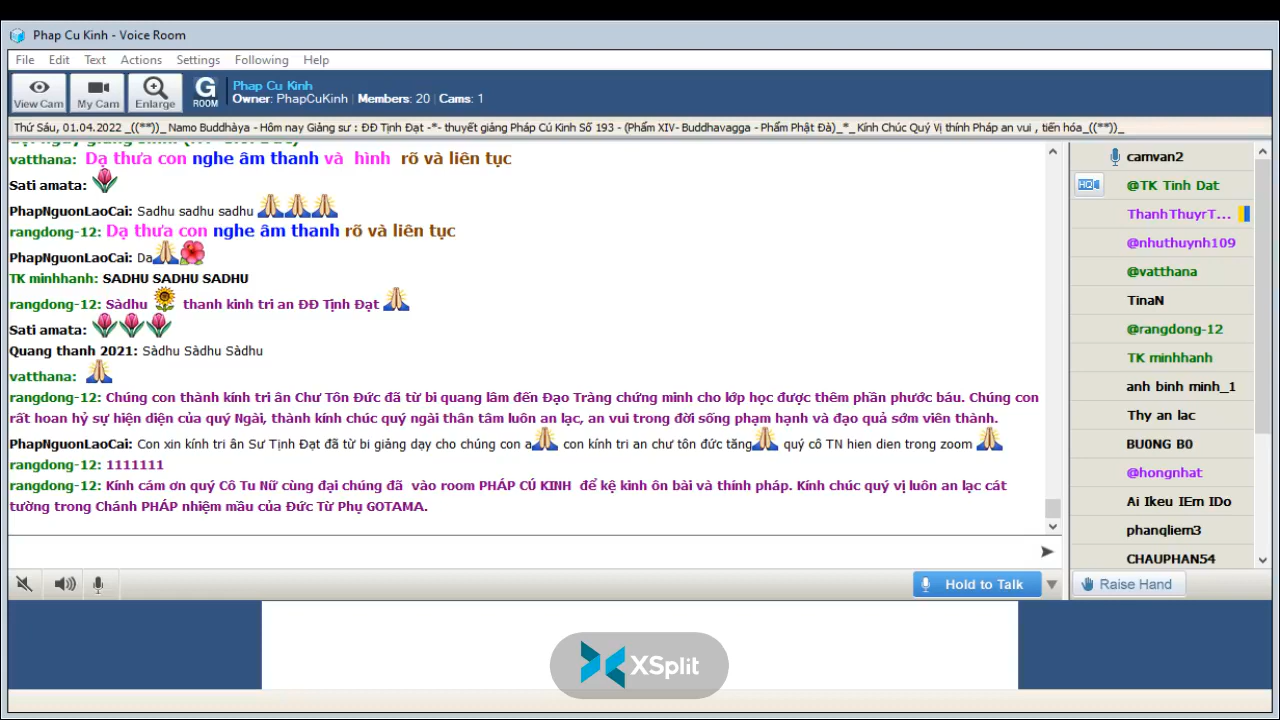 Phap Cu Kinh - Voice Room
File Edit Text Actions Settings Following Help
View Cam My Cam Enlarge G ROOM
Phap Cu Kinh
Owner: PhapCuKinh | Members: 20 | Cams: 1
Thứ Sáu, 01.04.2022 _((**))_ Namo Buddhàya - Hôm nay Giảng sư : ĐĐ Tịnh Đạt -*- thuyết giảng Pháp Cú Kinh Số 193 - (Phẩm XIV- Buddhavagga - Phẩm Phật Đà)_*_ Kính Chúc Quý Vị thính Pháp an vui , tiến hóa_((**))_
vatthana: Dạ thưa con nghe âm thanh và hình rõ và liên tục
Sati amata:
PhapNguonLaoCai: Sadhu sadhu sadhu
rangdong-12: Dạ thưa con nghe âm thanh rõ và liên tục
PhapNguonLaoCai: Da
TK minhhanh: SADHU SADHU SADHU
rangdong-12: Sàdhu thanh kinh tri an ĐĐ Tịnh Đạt
Sati amata:
Quang thanh 2021: Sàdhu Sàdhu Sàdhu
vatthana:
rangdong-12: Chúng con thành kính tri ân Chư Tôn Đức đã từ bi quang lâm đến Đạo Tràng chứng minh cho lớp học được thêm phần phước báu. Chúng con
rất hoan hỷ sự hiện diện của quý Ngài, thành kính chúc quý ngài thân tâm luôn an lạc, an vui trong đời sống phạm hạnh và đạo quả sớm viên thành.
PhapNguonLaoCai: Con xin kính tri ân Sư Tịnh Đạt đã từ bi giảng dạy cho chúng con a con kính tri an chư tôn đức tăng quý cô TN hien dien trong zoom
rangdong-12: 1111111
rangdong-12: Kính cám ơn quý Cô Tu Nữ cùng đại chúng đã vào room PHÁP CÚ KINH để kệ kinh ôn bài và thính pháp. Kính chúc quý vị luôn an lạc cát
tường trong Chánh PHÁP nhiệm mầu của Đức Từ Phụ GOTAMA.
camvan2
HQ @TK Tinh Dat
ThanhThuyrT...
@nhuthuynh109
@vatthana
TinaN
@rangdong-12
TK minhhanh
anh binh minh_1
Thy an lac
BU0NG B0
@hongnhat
Ai Ikeu IEm IDo
phanqliem3
CHAUPHAN54
Hold to Talk
Raise Hand
XSplit